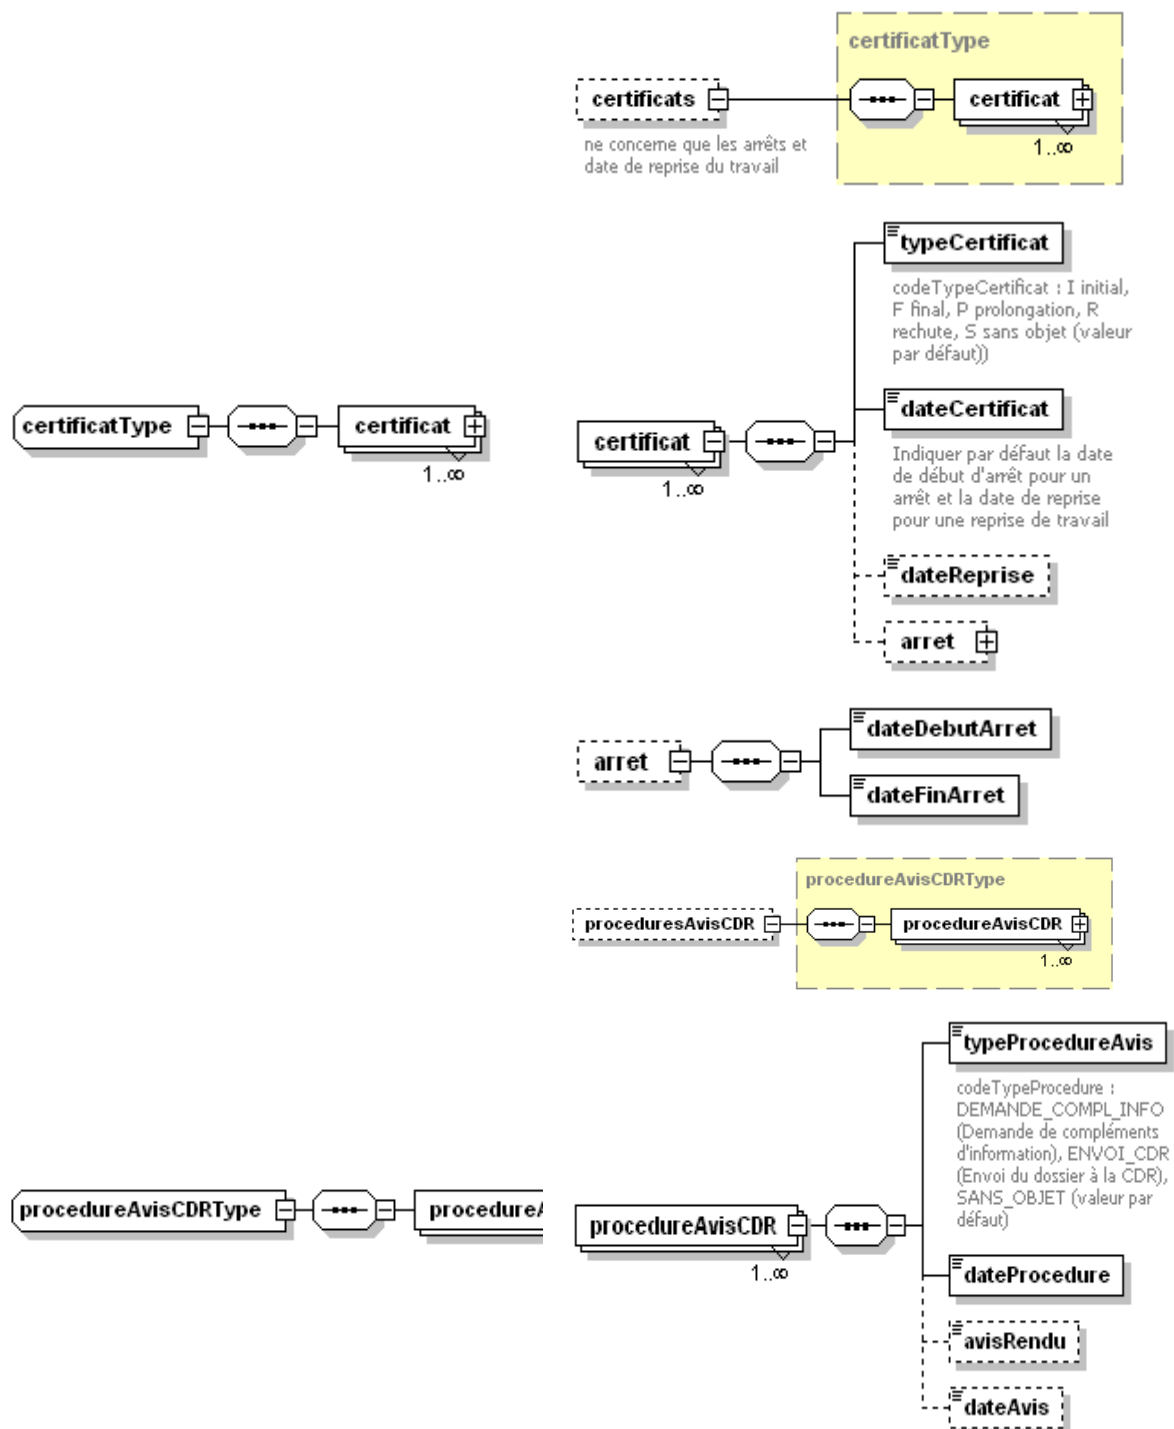 certificatType
certificats
certificat
1..∞
ne concerne que les arrêts et
date de reprise du travail
typeCertificat
codeTypeCertificat : I initial,
F final, P prolongation, R
rechute, S sans objet (valeur
par défaut))
certificatType
certificat
1..∞
certificat
1..∞
dateCertificat
Indiquer par défaut la date
de début d'arrêt pour un
arrêt et la date de reprise
pour une reprise de travail
dateReprise
arret
arret
dateDebutArret
dateFinArret
procedureAvisCDRType
proceduresAvisCDR
procedureAvisCDR
1..∞
typeProcedureAvis
codeTypeProcedure :
DEMANDE_COMPL_INFO
(Demande de compléments
d'information), ENVOI_CDR
(Envoi du dossier à la CDR),
SANS_OBJET (valeur par
défaut)
procedureAvisCDRType
procedureA
procedureAvisCDR
1..∞
dateProcedure
avisRendu
dateAvis